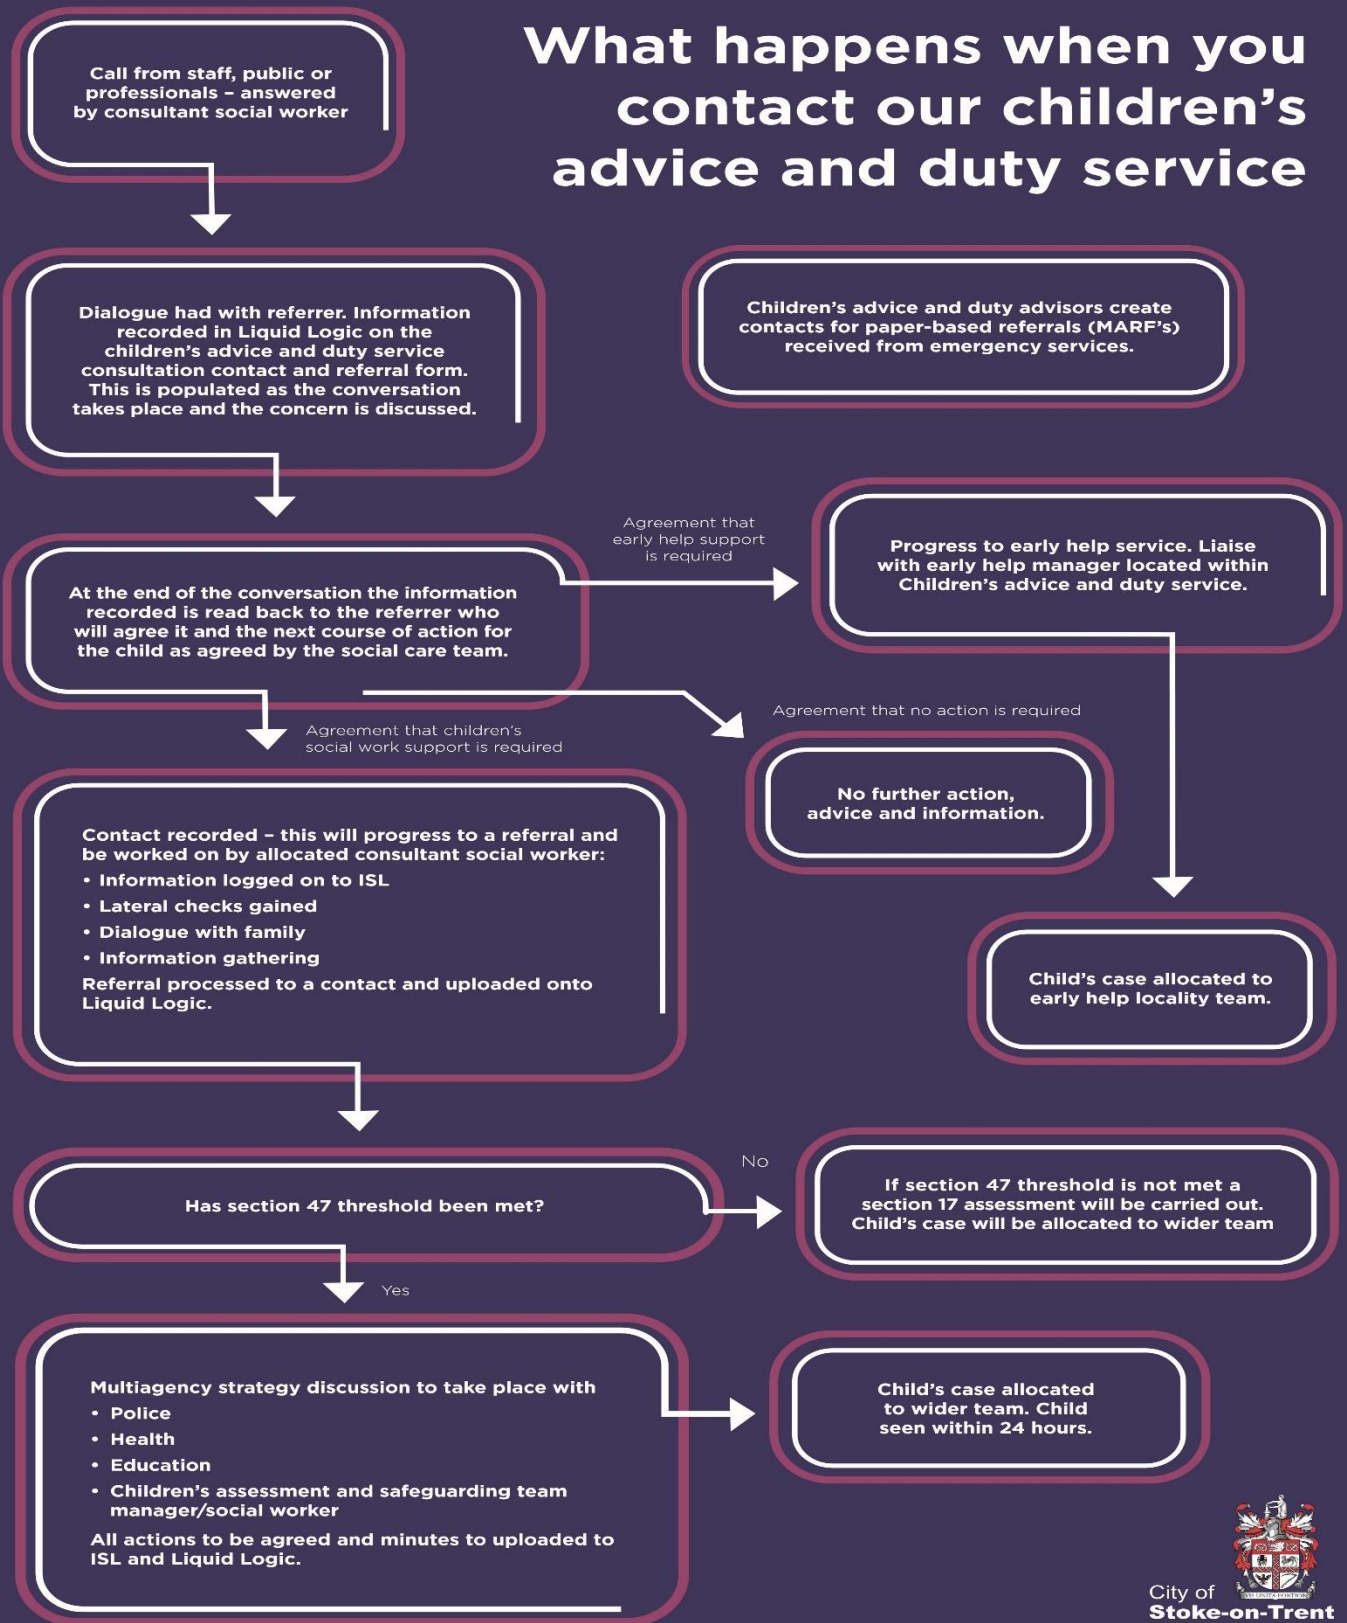 What happens when you
contact our children's
advice and duty service
Call from staff, public or
professionals – answered
by consultant social worker
Dialogue had with referrer. Information
recorded in Liquid Logic on the
children's advice and duty service
consultation contact and referral form.
This is populated as the conversation
takes place and the concern is discussed.
Children's advice and duty advisors create
contacts for paper-based referrals (MARF's)
received from emergency services.
At the end of the conversation the information
recorded is read back to the referrer who
will agree it and the next course of action for
the child as agreed by the social care team.
Agreement that
early help support
is required
Progress to early help service. Liaise
with early help manager located within
Children's advice and duty service.
Agreement that no action is required
No further action,
advice and information.
Child's case allocated to
early help locality team.
Agreement that children's
social work support is required
Contact recorded – this will progress to a referral and
be worked on by allocated consultant social worker:
• Information logged on to ISL
• Lateral checks gained
• Dialogue with family
• Information gathering
Referral processed to a contact and uploaded onto
Liquid Logic.
Has section 47 threshold been met?
No
If section 47 threshold is not met a
section 17 assessment will be carried out.
Child's case will be allocated to wider team
Yes
Multiagency strategy discussion to take place with
• Police
• Health
• Education
• Children's assessment and safeguarding team
manager/social worker
All actions to be agreed and minutes to uploaded to
ISL and Liquid Logic.
Child's case allocated
to wider team. Child
seen within 24 hours.
City of
Stoke-on-Trent